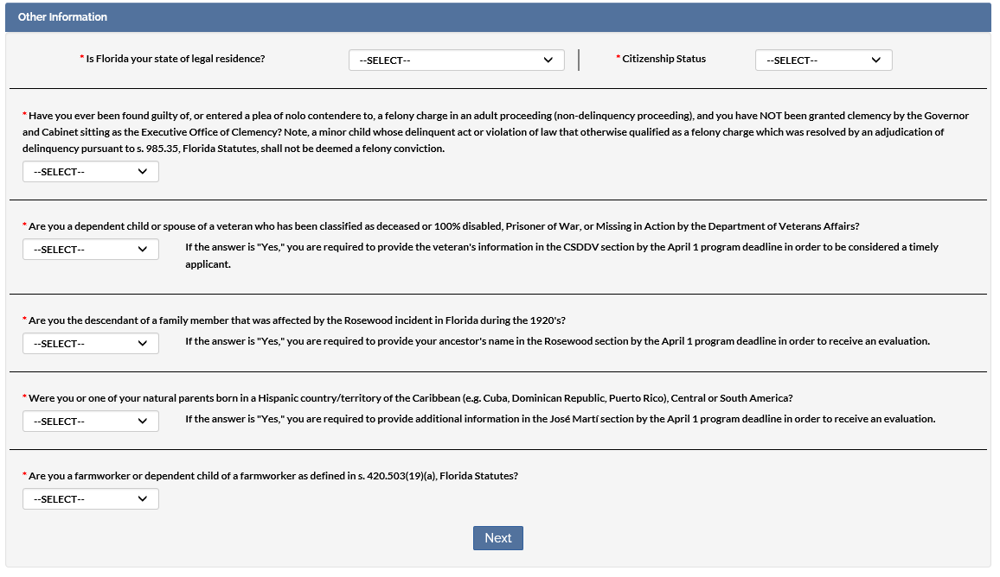 Other Information
* Is Florida your state of legal residence? --SELECT-- * Citizenship Status --SELECT--
* Have you ever been found guilty of, or entered a plea of nolo contendere to, a felony charge in an adult proceeding (non-delinquency proceeding), and you have NOT been granted clemency by the Governor
and Cabinet sitting as the Executive Office of Clemency? Note, a minor child whose delinquent act or violation of law that otherwise qualified as a felony charge which was resolved by an adjudication of
delinquency pursuant to s. 985.35, Florida Statutes, shall not be deemed a felony conviction.
--SELECT--
* Are you a dependent child or spouse of a veteran who has been classified as deceased or 100% disabled, Prisoner of War, or Missing in Action by the Department of Veterans Affairs?
--SELECT-- If the answer is "Yes," you are required to provide the veteran's information in the CSDDV section by the April 1 program deadline in order to be considered a timely
applicant.
* Are you the descendant of a family member that was affected by the Rosewood incident in Florida during the 1920's?
--SELECT-- If the answer is "Yes," you are required to provide your ancestor's name in the Rosewood section by the April 1 program deadline in order to receive an evaluation.
* Were you or one of your natural parents born in a Hispanic country/territory of the Caribbean (e.g. Cuba, Dominican Republic, Puerto Rico), Central or South America?
--SELECT-- If the answer is "Yes," you are required to provide additional information in the José Martí section by the April 1 program deadline in order to receive an evaluation.
* Are you a farmworker or dependent child of a farmworker as defined in s. 420.503(19)(a), Florida Statutes?
--SELECT--
Next